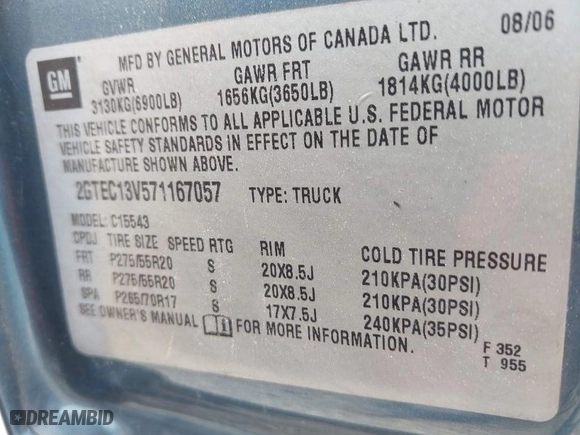 08/06
MFD BY GENERAL MOTORS OF CANADA LTD.
GM
GVWR GAWR FRT GAWR RR
3130KG(6900LB) 1656KG(3650LB) 1814KG(4000LB)
THIS VEHICLE CONFORMS TO ALL APPLICABLE U.S. FEDERAL MOTOR
VEHICLE SAFETY STANDARDS IN EFFECT ON THE DATE OF
MANUFACTURE SHOWN ABOVE.
2GTEC13V571167057 TYPE: TRUCK
MODEL: C15543
CPDJ TIRE SIZE SPEED RTG RIM COLD TIRE PRESSURE
FRT P275/55R20 S 20X8.5J 210KPA(30PSI)
RR P275/55R20 S 20X8.5J 210KPA(30PSI)
SPA P265/70R17 S 17X7.5J 240KPA(35PSI)
SEE OWNER'S MANUAL FOR MORE INFORMATION.
F 352
T 955
DREAMBID